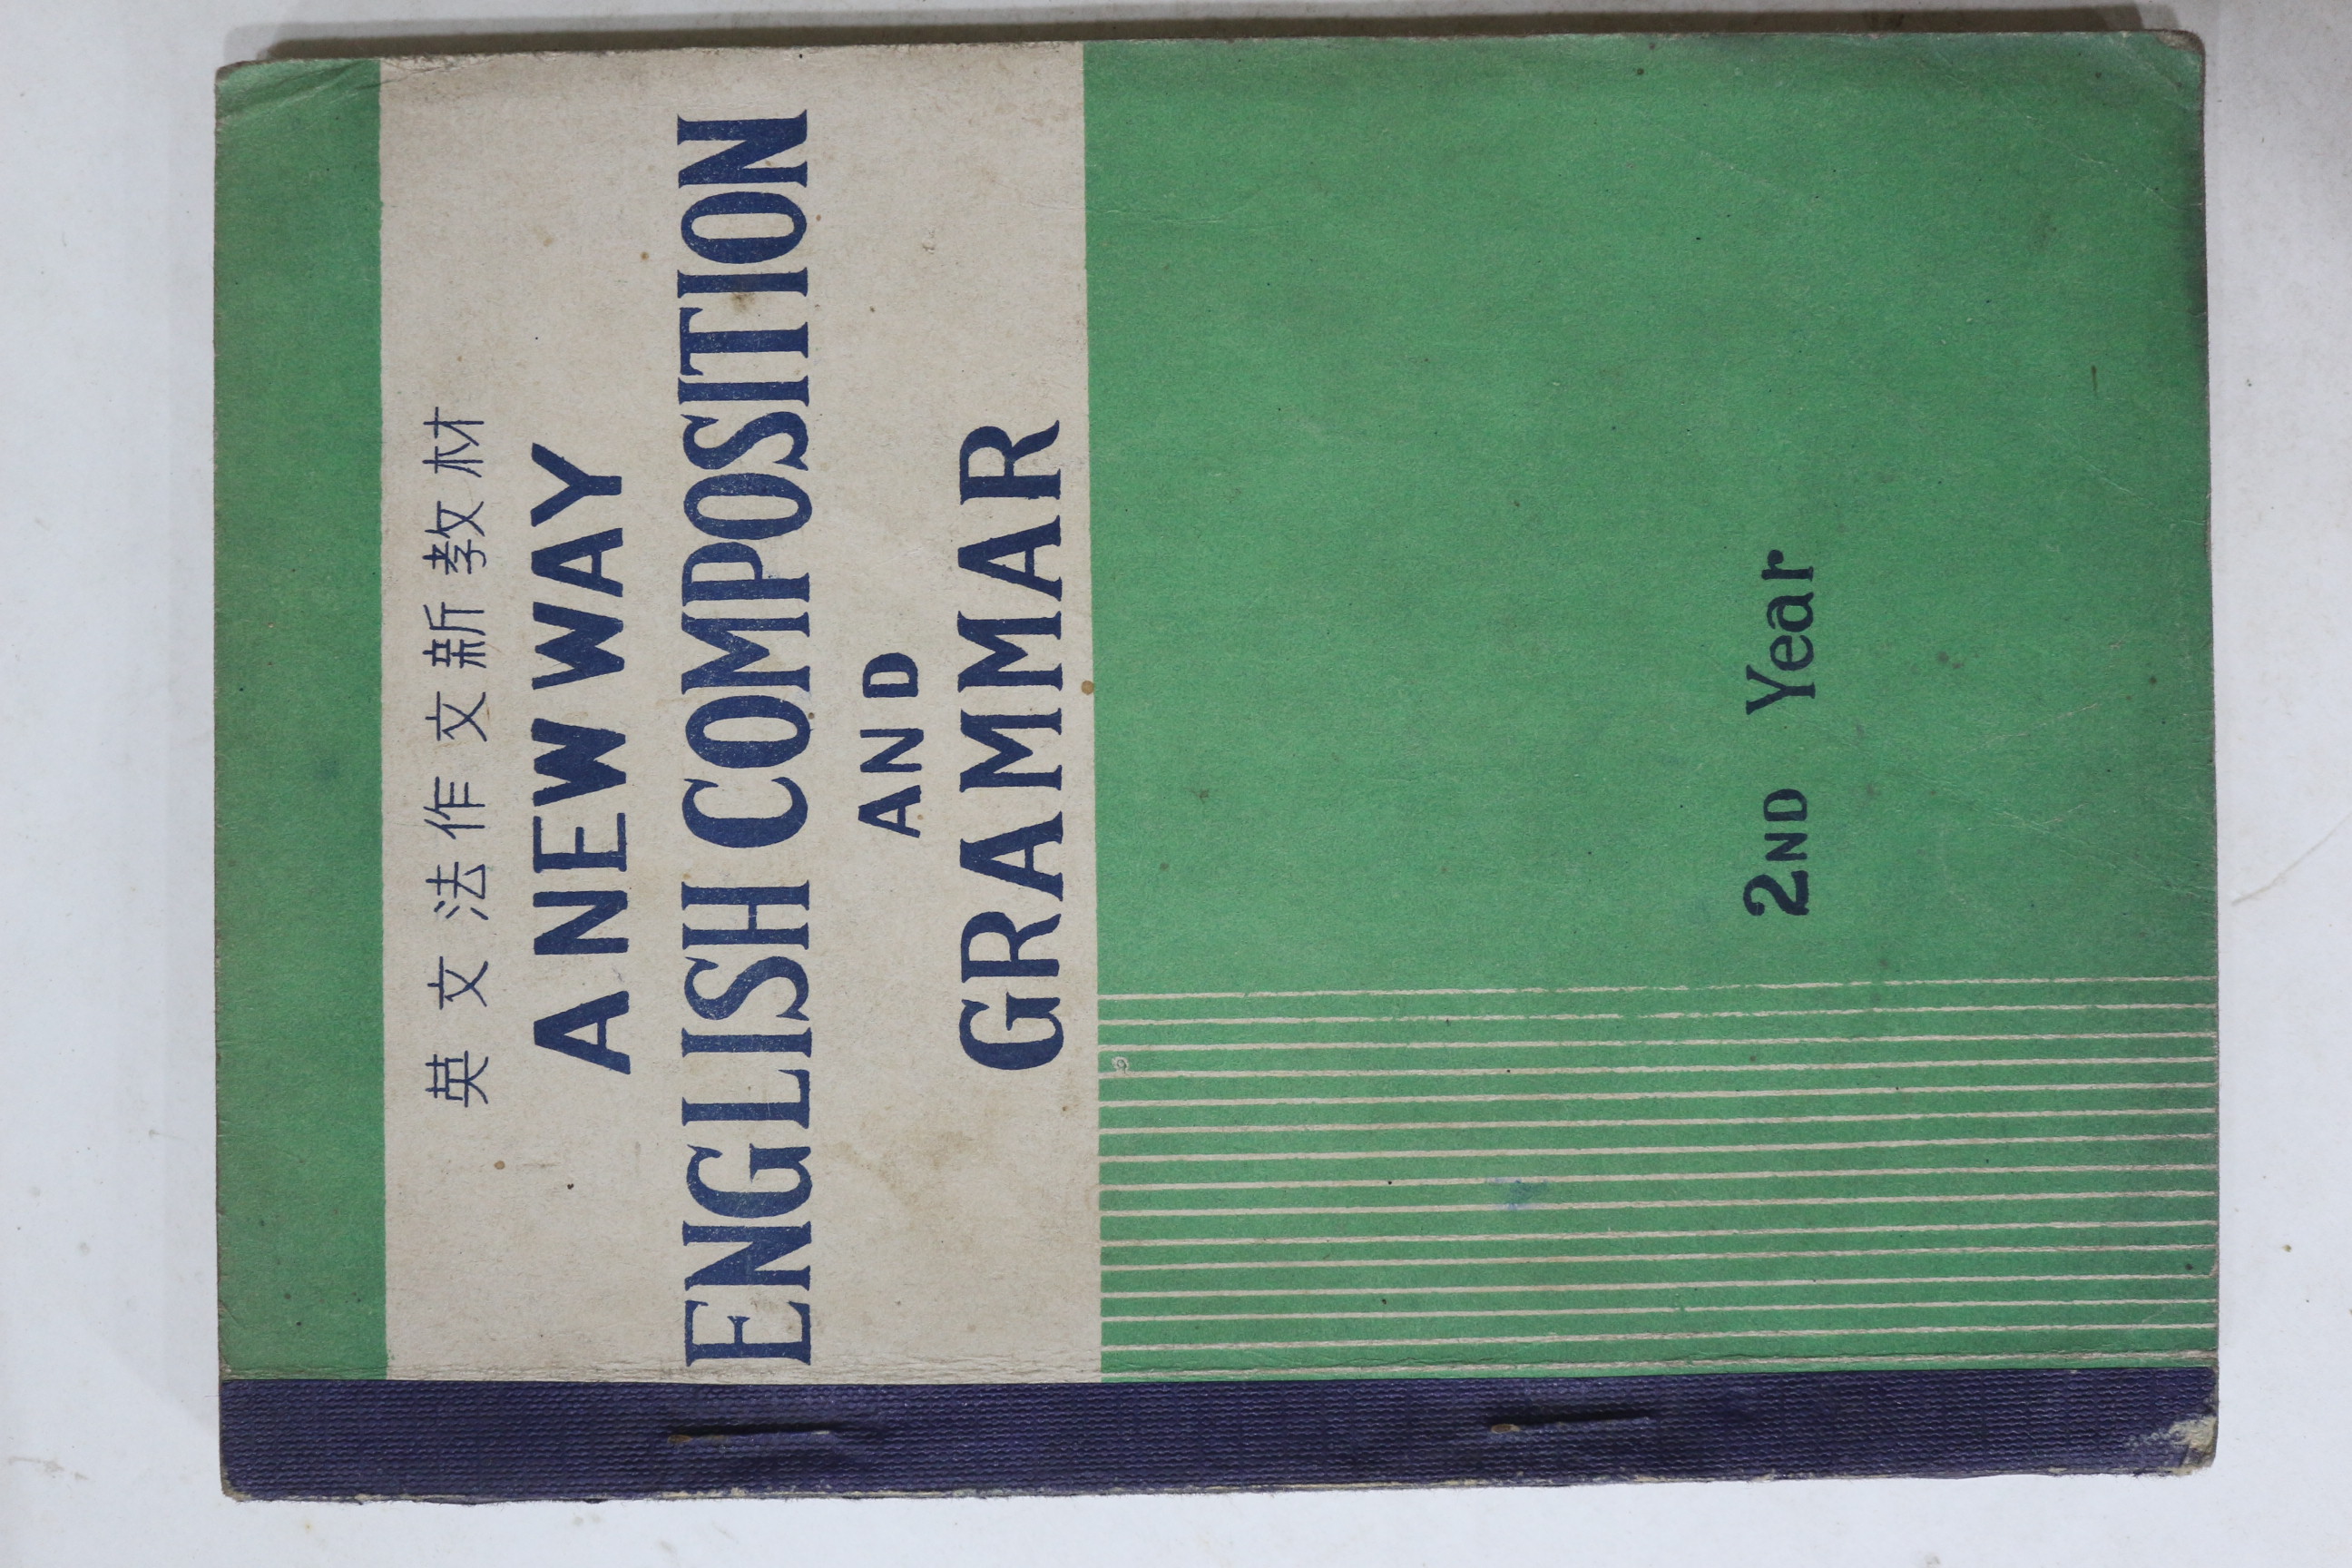 英文法作文新教材
A NEW WAY
ENGLISH COMPOSITION
AND
GRAMMAR
2ND Year